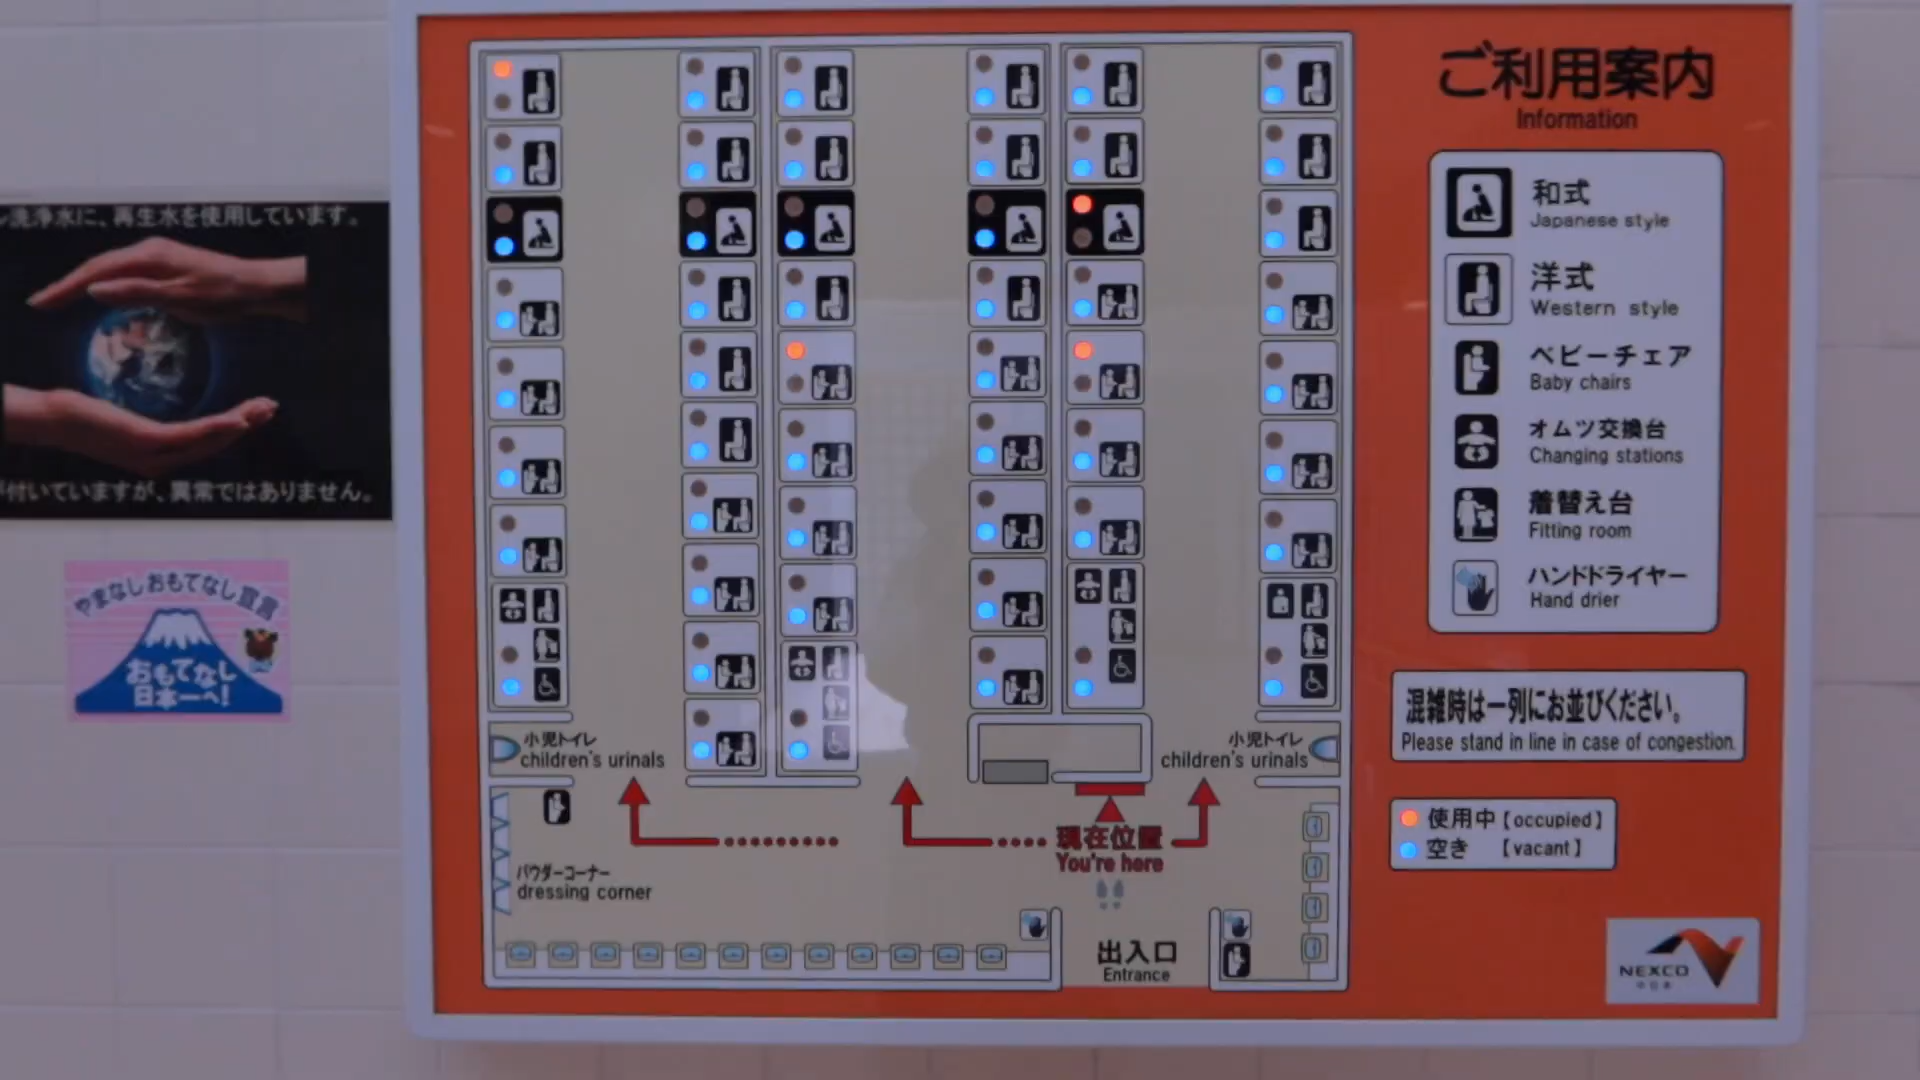 洗浄水に、再生水を使用しています。
付いていますが、異常ではありません。
やまなしおもてなし宣言
おもてなし
日本一へ!
小児トイレ
children's urinals
小児トイレ
children's urinals
現在位置
You're here
パウダーコーナー
dressing corner
出入口
Entrance
ご利用案内
Information
和式
Japanese style
洋式
Western style
ベビーチェア
Baby chairs
オムツ交換台
Changing stations
着替え台
Fitting room
ハンドドライヤー
Hand drier
混雑時は一列にお並びください。
Please stand in line in case of congestion.
使用中【occupied】
空き【vacant】
NEXCO
中日本